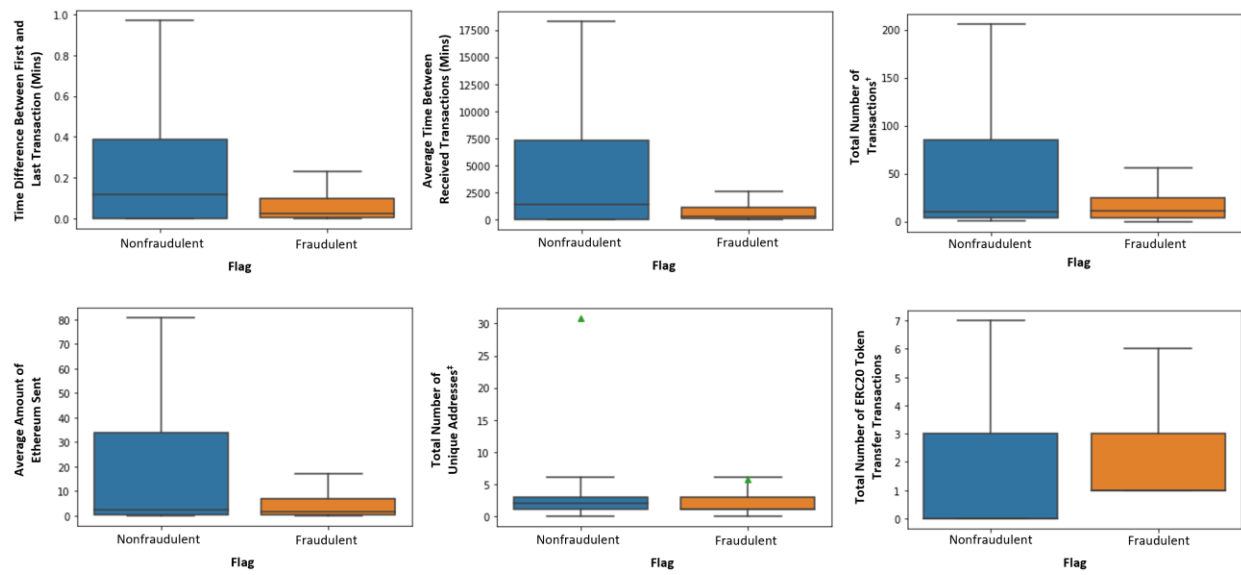 Time Difference Between First and
Last Transaction (Mins)
1.0
0.8
0.6
0.4
0.2
0.0
Nonfraudulent Fraudulent
Flag
Average Time Between
Received Transactions (Mins)
17500
15000
12500
10000
7500
5000
2500
0
Nonfraudulent Fraudulent
Flag
Total Number of
Transactions†
200
150
100
50
0
Nonfraudulent Fraudulent
Flag
Average Amount of
Ethereum Sent
80
70
60
50
40
30
20
10
0
Nonfraudulent Fraudulent
Flag
Total Number of
Unique Addresses‡
30
25
20
15
10
5
0
Nonfraudulent Fraudulent
Flag
Total Number of ERC20 Token
Transfer Transactions
7
6
5
4
3
2
1
0
Nonfraudulent Fraudulent
Flag